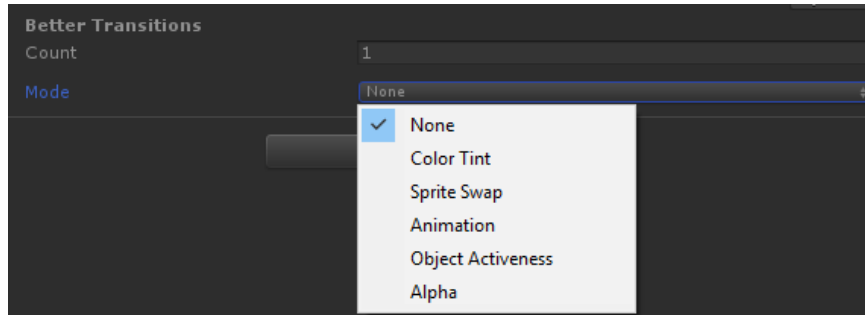 Better Transitions
Count 1
Mode None
None
Color Tint
Sprite Swap
Animation
Object Activeness
Alpha